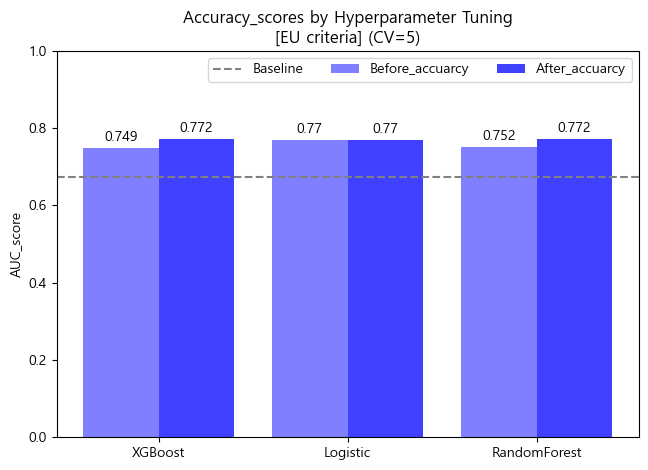 Accuracy_scores by Hyperparameter Tuning
[EU criteria] (CV=5)
Baseline Before_accuarcy After_accuarcy
1.0
0.8
0.6
0.4
0.2
0.0
AUC_score
0.749 0.772 0.77 0.77 0.752 0.772
XGBoost Logistic RandomForest